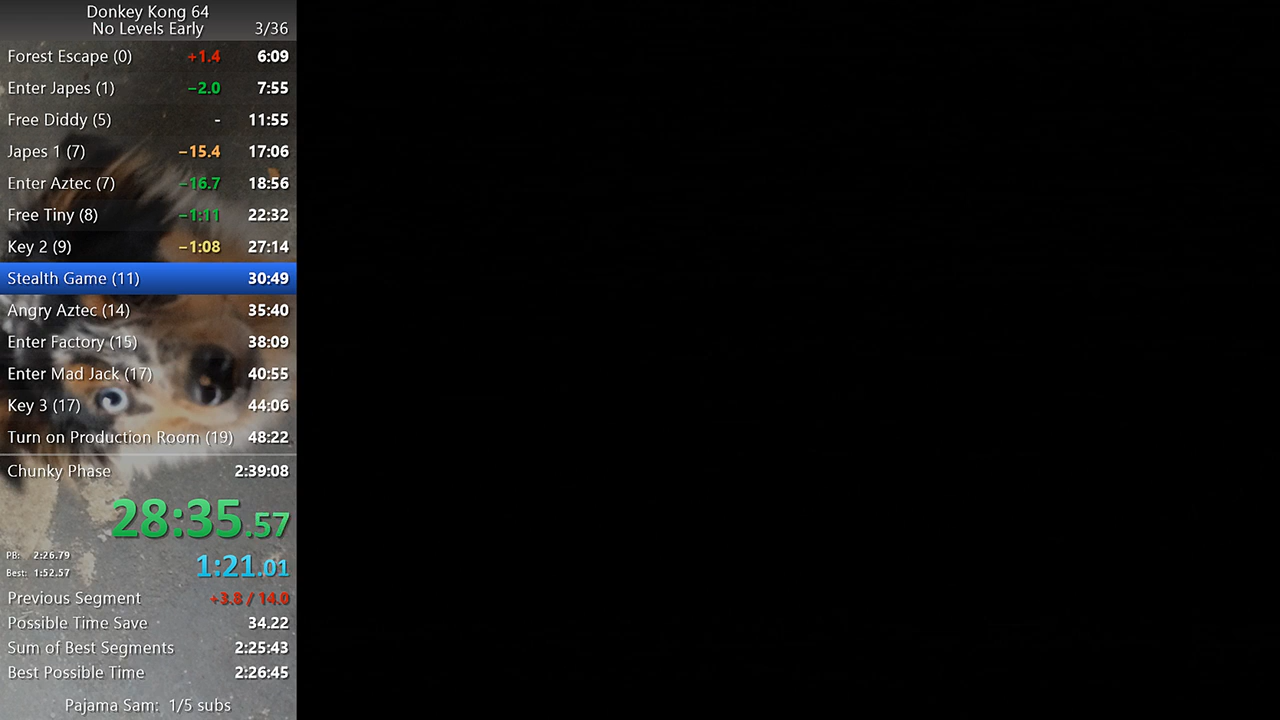 Donkey Kong 64
No Levels Early 3/36
Forest Escape (0) +1.4 6:09
Enter Japes (1) −2.0 7:55
Free Diddy (5) - 11:55
Japes 1 (7) −15.4 17:06
Enter Aztec (7) −16.7 18:56
Free Tiny (8) −1:11 22:32
Key 2 (9) −1:08 27:14
Stealth Game (11) 30:49
Angry Aztec (14) 35:40
Enter Factory (15) 38:09
Enter Mad Jack (17) 40:55
Key 3 (17) 44:06
Turn on Production Room (19) 48:22
Chunky Phase 2:39:08
28:35.57
PB: 2:26.79 1:21.01
Best: 1:52.57
Previous Segment +3.8 / 14.0
Possible Time Save 34.22
Sum of Best Segments 2:25:43
Best Possible Time 2:26:45
Pajama Sam: 1/5 subs